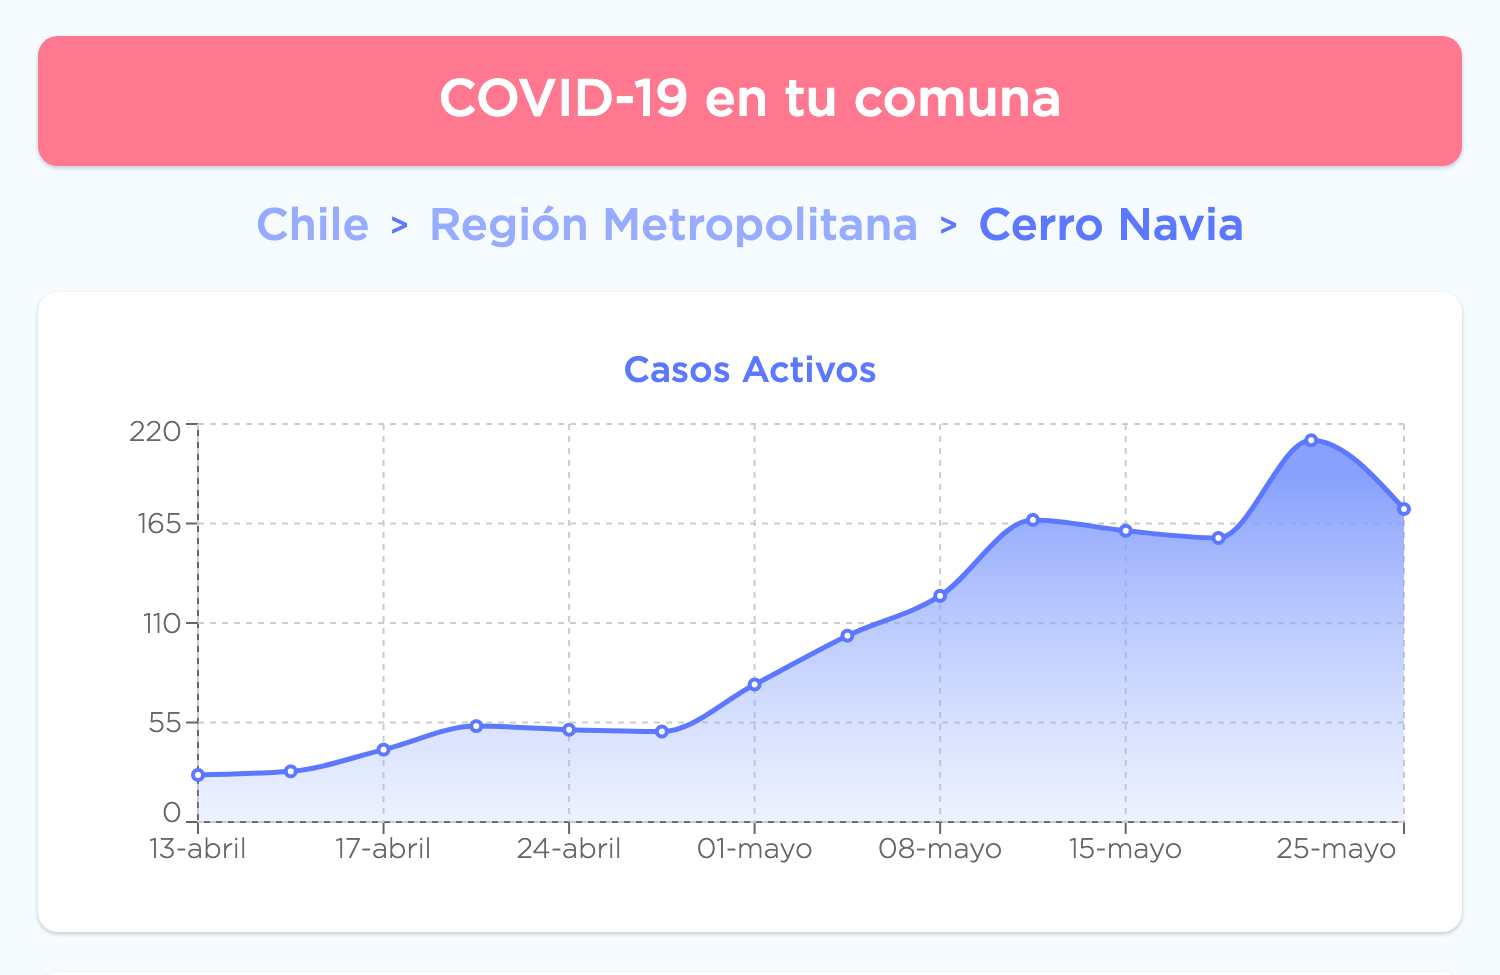 COVID-19 en tu comuna
Chile > Región Metropolitana > Cerro Navia
Casos Activos
220
165
110
55
0
13-abril 17-abril 24-abril 01-mayo 08-mayo 15-mayo 25-mayo